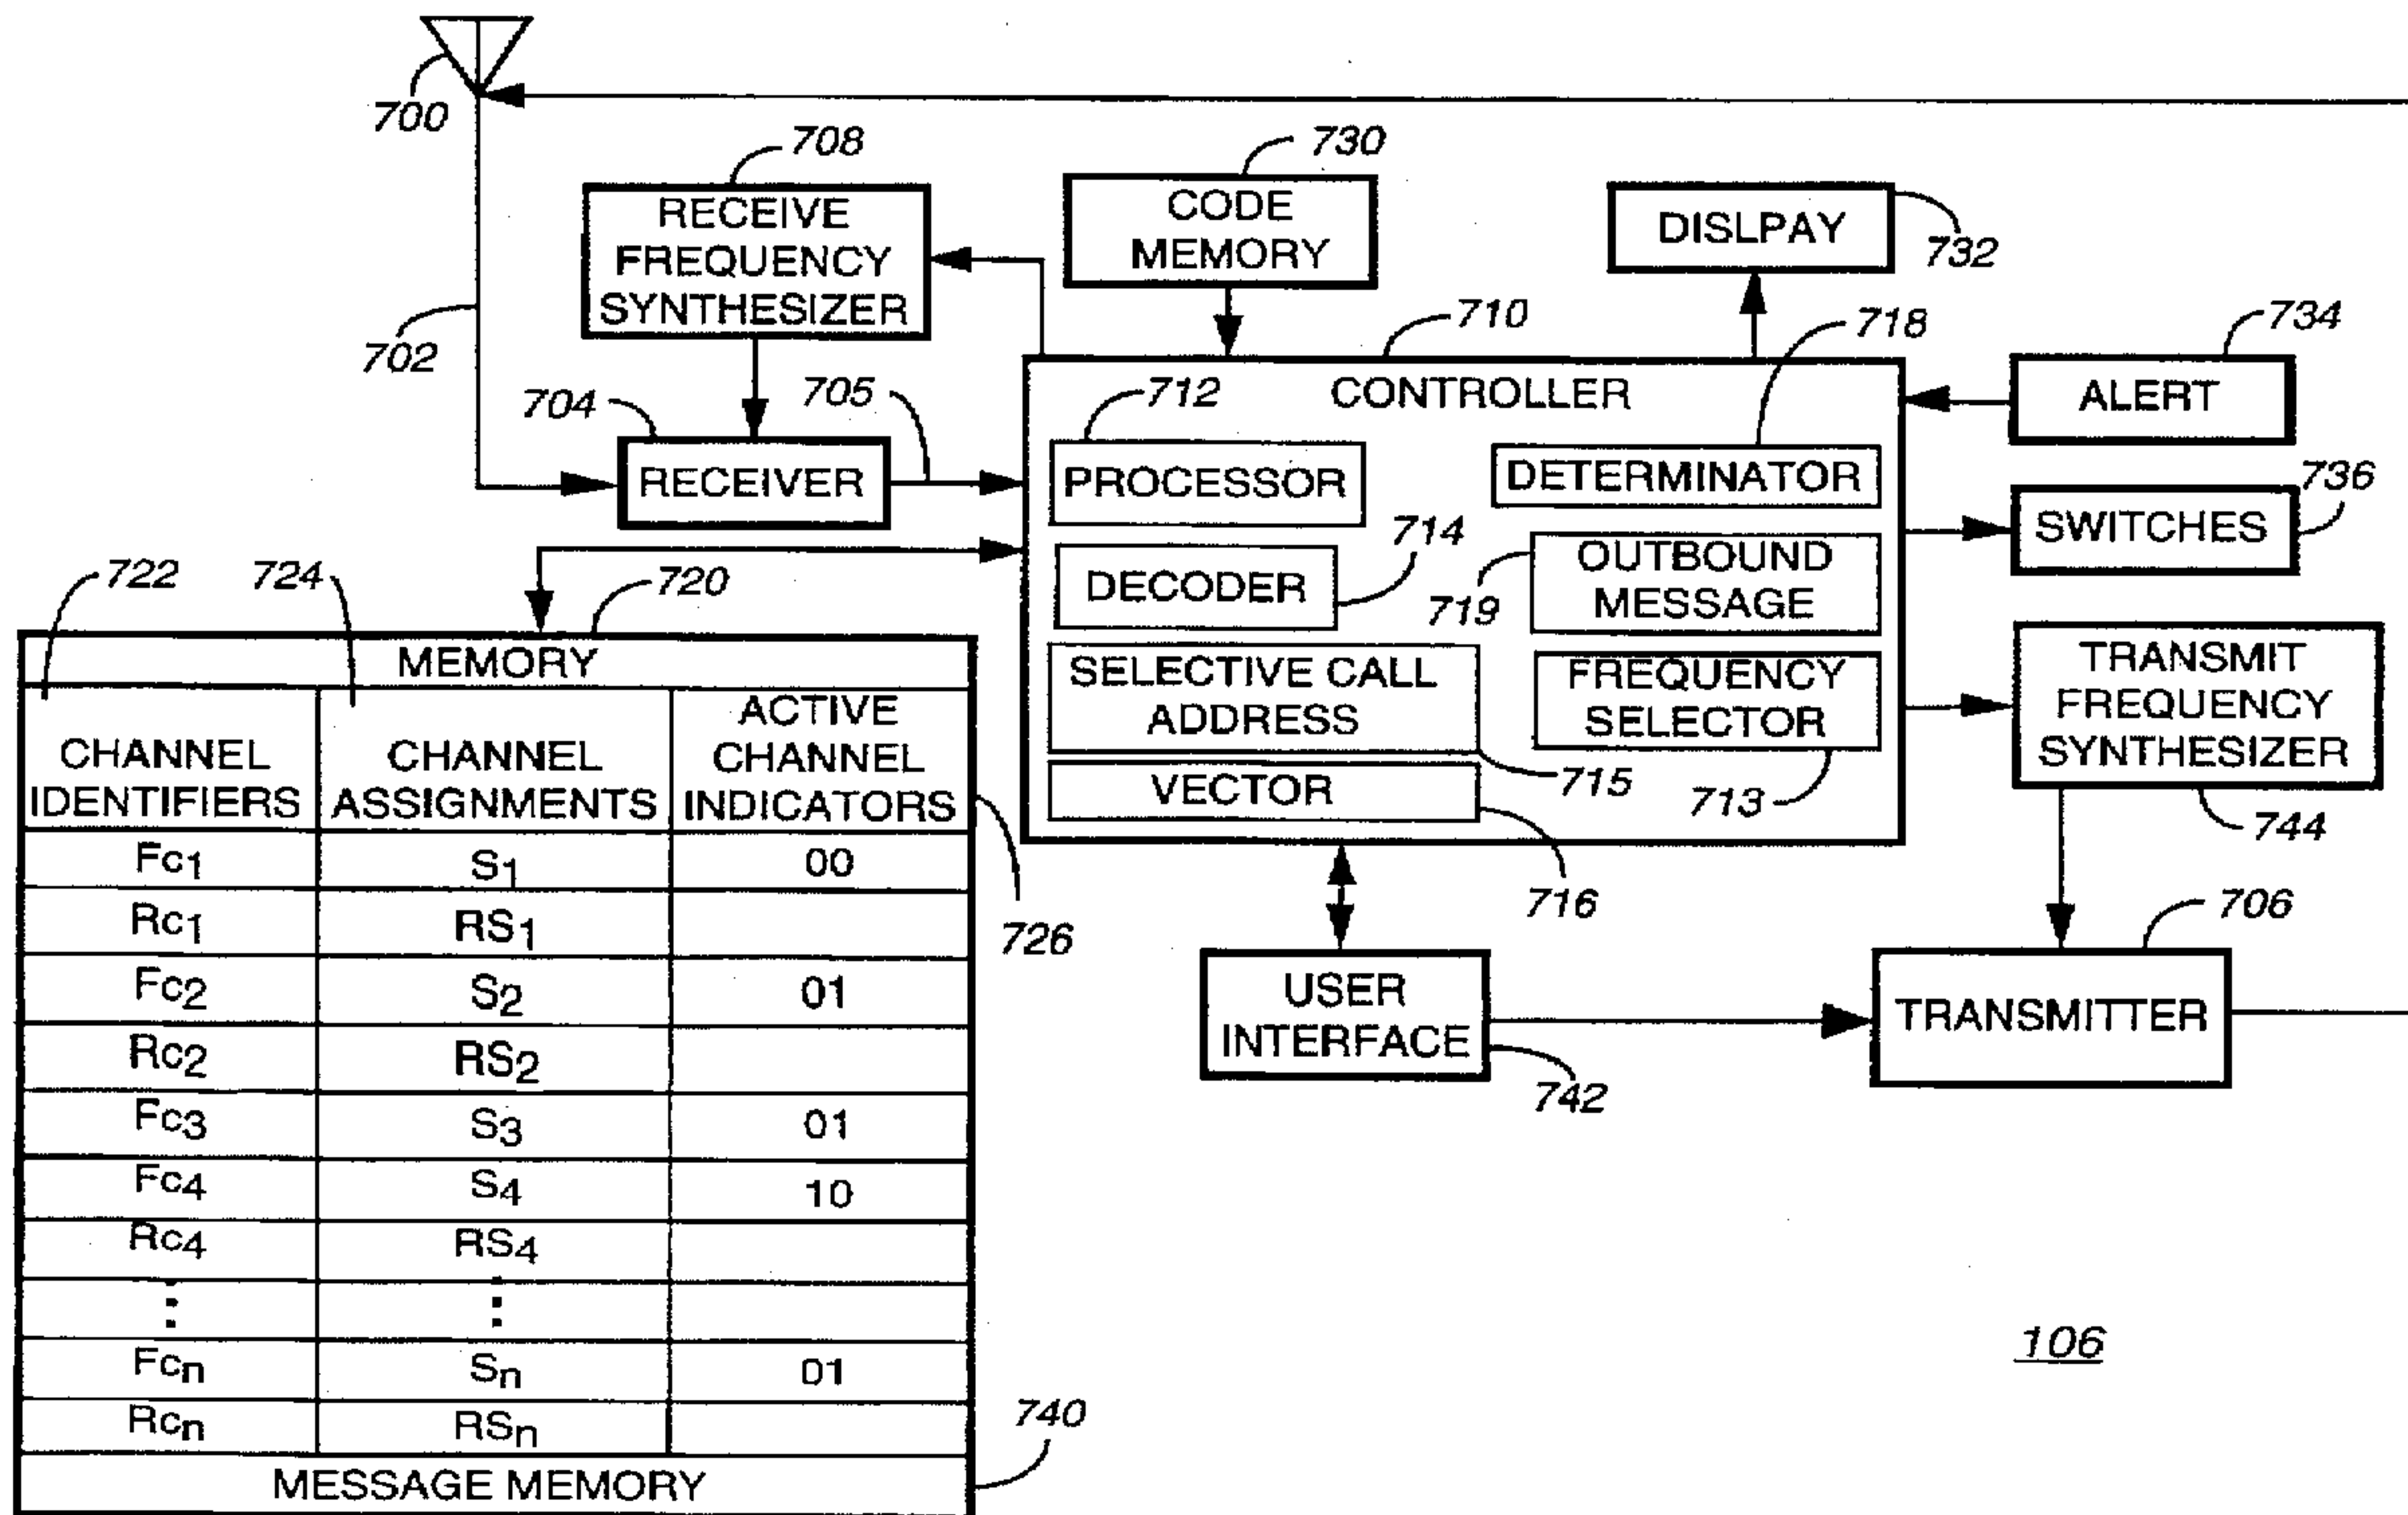 700
708
730
RECEIVE
FREQUENCY
SYNTHESIZER
CODE
MEMORY
DISLPAY
732
702
710
718
734
704
705
712
CONTROLLER
ALERT
RECEIVER
PROCESSOR
DETERMINATOR
736
SWITCHES
714
DECODER
719
OUTBOUND
MESSAGE
722
724
720
MEMORY
SELECTIVE CALL
ADDRESS
FREQUENCY
SELECTOR
TRANSMIT
FREQUENCY
SYNTHESIZER
VECTOR
715
713
744
716
706
CHANNEL
IDENTIFIERS
CHANNEL
ASSIGNMENTS
ACTIVE
CHANNEL
INDICATORS
726
Fc1 S1 00
Rc1 RS1
Fc2 S2 01
Rc2 RS2
Fc3 S3 01
Fc4 S4 10
Rc4 RS4
: :
Fcn Sn 01
Rcn RSn
MESSAGE MEMORY
740
USER
INTERFACE
742
TRANSMITTER
106